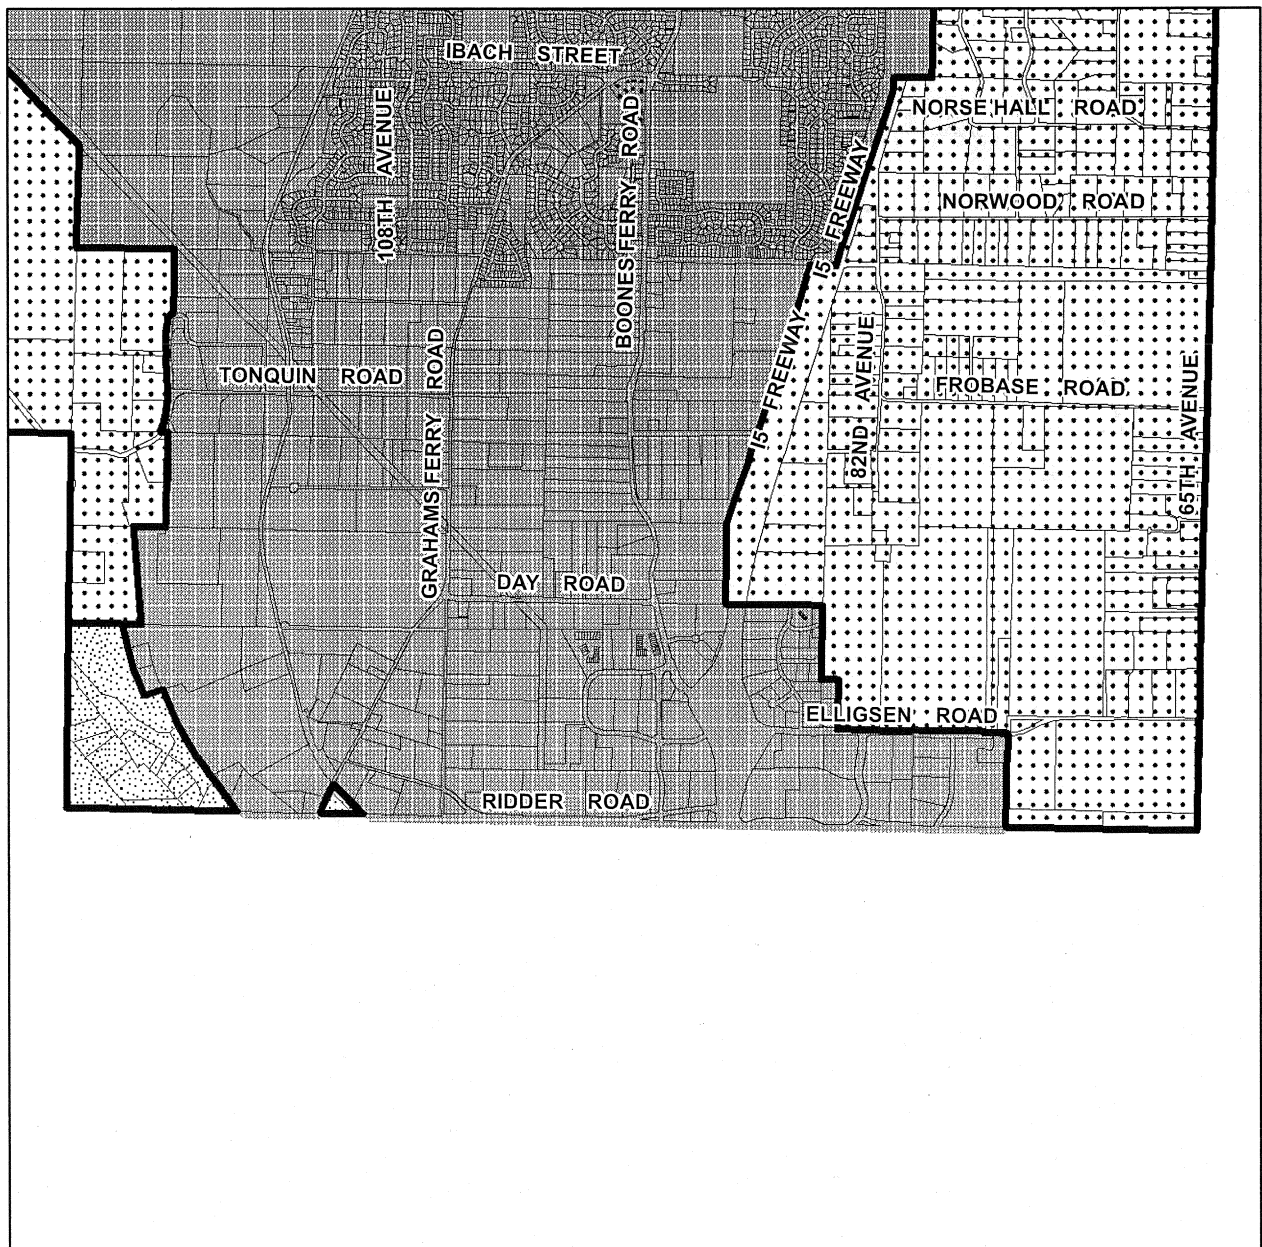 IBACH STREET
NORSE HALL ROAD
108TH AVENUE
BOONES FERRY ROAD
I5 FREEWAY
NORWOOD ROAD
I5 FREEWAY
TONQUIN ROAD
GRAHAMS FERRY ROAD
82ND AVENUE
FROBASE ROAD
65TH AVENUE
DAY ROAD
ELLIGSEN ROAD
RIDDER ROAD